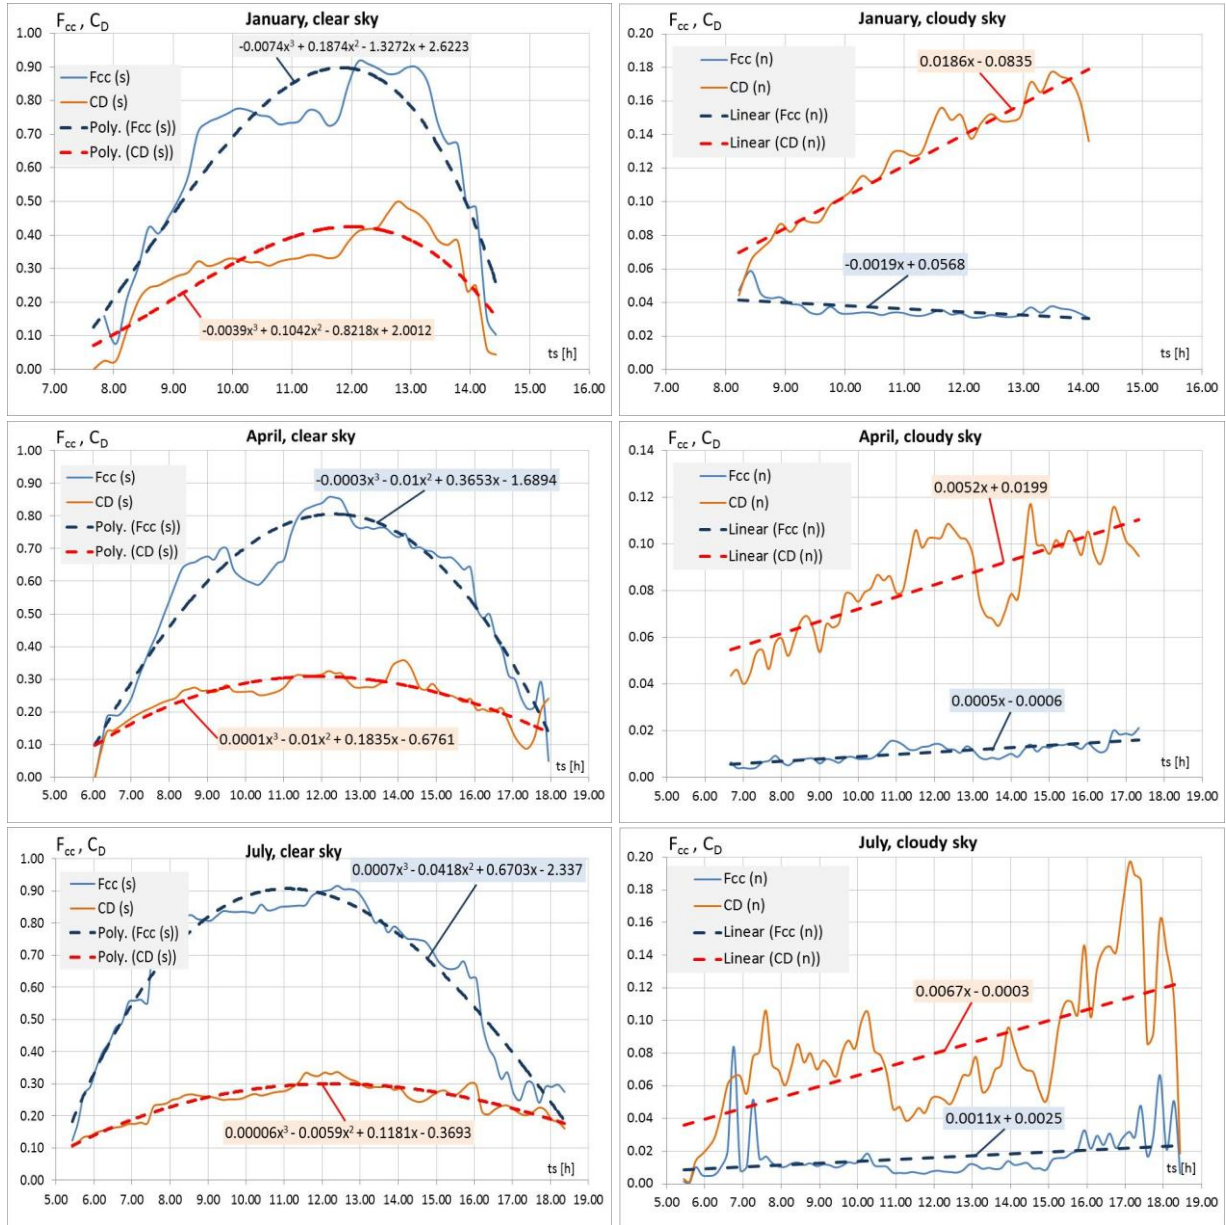 F_cc , C_D
January, clear sky
-0.0074x³ + 0.1874x² - 1.3272x + 2.6223
Fcc (s)
CD (s)
Poly. (Fcc (s))
Poly. (CD (s))
-0.0039x³ + 0.1042x² - 0.8218x + 2.0012
1.00
0.90
0.80
0.70
0.60
0.50
0.40
0.30
0.20
0.10
0.00
ts [h]
7.00 8.00 9.00 10.00 11.00 12.00 13.00 14.00 15.00 16.00
F_cc , C_D
January, cloudy sky
0.0186x - 0.0835
Fcc (n)
CD (n)
Linear (Fcc (n))
Linear (CD (n))
-0.0019x + 0.0568
0.20
0.18
0.16
0.14
0.12
0.10
0.08
0.06
0.04
0.02
0.00
ts [h]
7.00 8.00 9.00 10.00 11.00 12.00 13.00 14.00 15.00 16.00
F_cc , C_D
April, clear sky
-0.0003x³ - 0.01x² + 0.3653x - 1.6894
Fcc (s)
CD (s)
Poly. (Fcc (s))
Poly. (CD (s))
0.0001x³ - 0.01x² + 0.1835x - 0.6761
1.00
0.90
0.80
0.70
0.60
0.50
0.40
0.30
0.20
0.10
0.00
ts [h]
5.00 6.00 7.00 8.00 9.00 10.00 11.00 12.00 13.00 14.00 15.00 16.00 17.00 18.00 19.00
F_cc , C_D
April, cloudy sky
0.0052x + 0.0199
Fcc (n)
CD (n)
Linear (Fcc (n))
Linear (CD (n))
0.0005x - 0.0006
0.14
0.12
0.10
0.08
0.06
0.04
0.02
0.00
ts [h]
5.00 6.00 7.00 8.00 9.00 10.00 11.00 12.00 13.00 14.00 15.00 16.00 17.00 18.00 19.00
F_cc , C_D
July, clear sky
0.0007x³ - 0.0418x² + 0.6703x - 2.337
Fcc (s)
CD (s)
Poly. (Fcc (s))
Poly. (CD (s))
0.00006x³ - 0.0059x² + 0.1181x - 0.3693
1.00
0.90
0.80
0.70
0.60
0.50
0.40
0.30
0.20
0.10
0.00
ts [h]
5.00 6.00 7.00 8.00 9.00 10.00 11.00 12.00 13.00 14.00 15.00 16.00 17.00 18.00 19.00
F_cc , C_D
July, cloudy sky
Fcc (n)
CD (n)
Linear (Fcc (n))
Linear (CD (n))
0.0067x - 0.0003
0.0011x + 0.0025
0.20
0.18
0.16
0.14
0.12
0.10
0.08
0.06
0.04
0.02
0.00
ts [h]
5.00 6.00 7.00 8.00 9.00 10.00 11.00 12.00 13.00 14.00 15.00 16.00 17.00 18.00 19.00